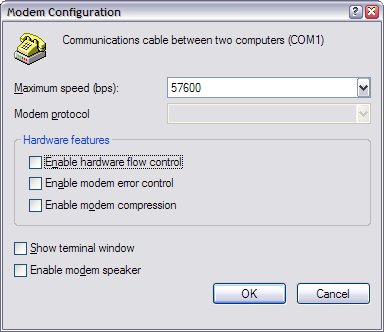 Modem Configuration
Communications cable between two computers (COM1)
Maximum speed (bps):
57600
Modem protocol
Hardware features
Enable hardware flow control
Enable modem error control
Enable modem compression
Show terminal window
Enable modem speaker
OK
Cancel